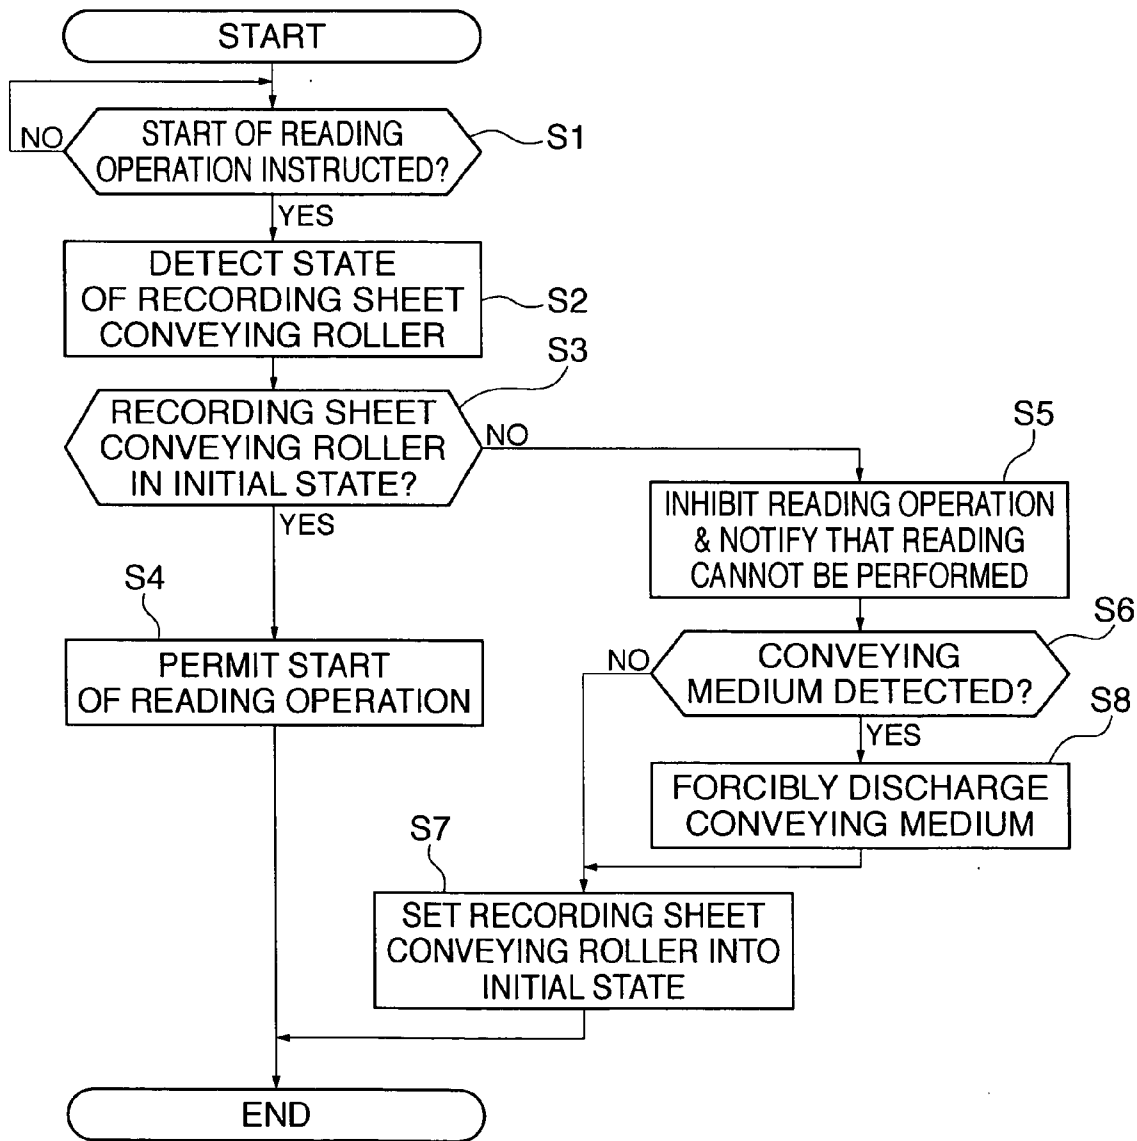 START
NO
START OF READING
OPERATION INSTRUCTED?
S1
YES
DETECT STATE
OF RECORDING SHEET
CONVEYING ROLLER
S2
S3
RECORDING SHEET
CONVEYING ROLLER
IN INITIAL STATE?
NO
YES
S5
INHIBIT READING OPERATION
& NOTIFY THAT READING
CANNOT BE PERFORMED
S4
PERMIT START
OF READING OPERATION
S6
NO
CONVEYING
MEDIUM DETECTED?
YES
S8
FORCIBLY DISCHARGE
CONVEYING MEDIUM
S7
SET RECORDING SHEET
CONVEYING ROLLER INTO
INITIAL STATE
END